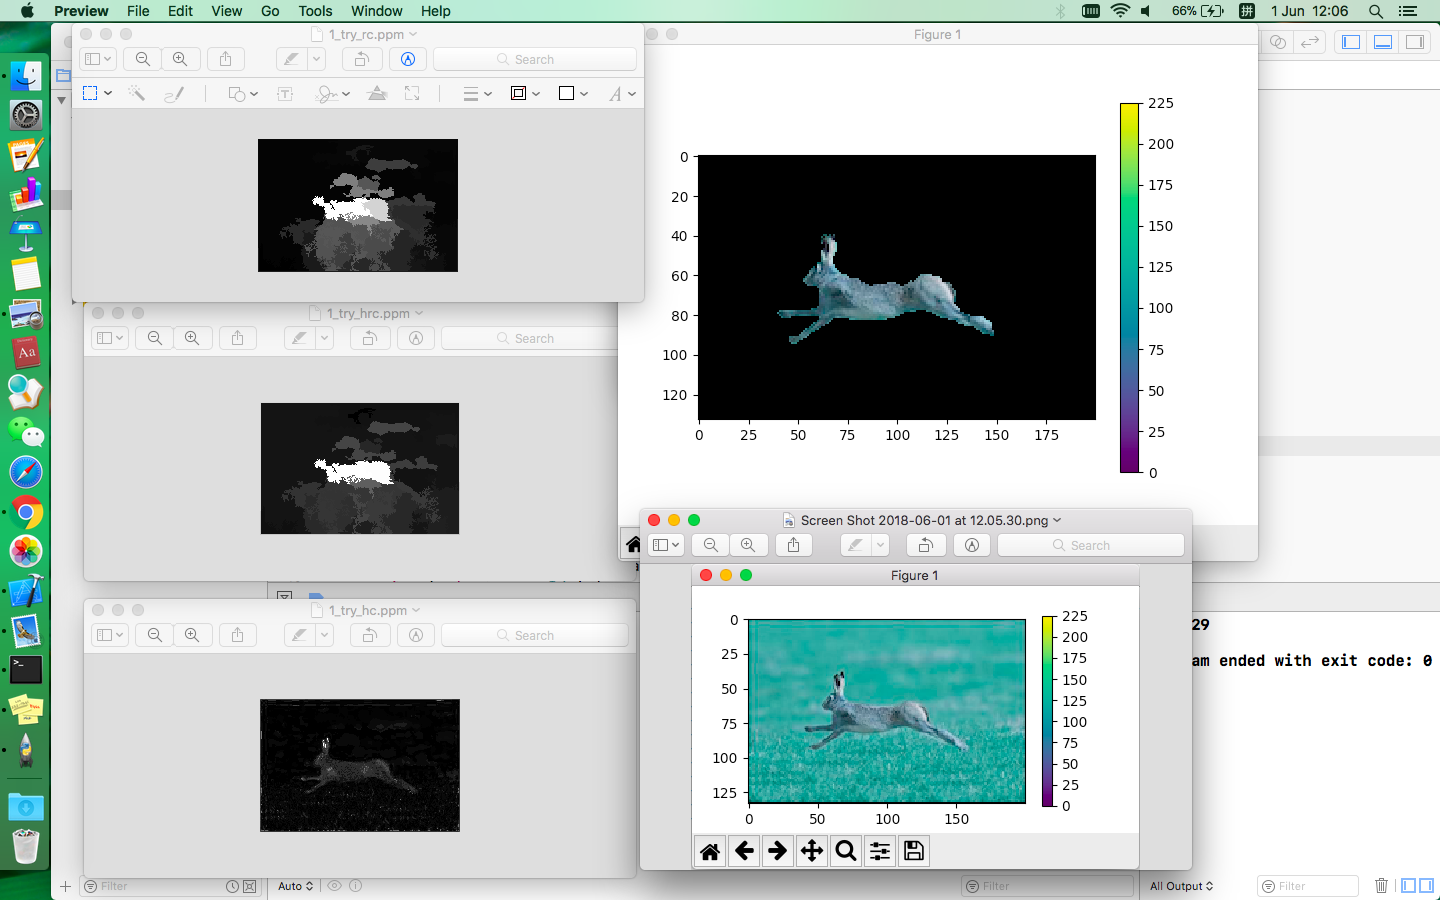 Preview File Edit View Go Tools Window Help
66% 拼 1 Jun 12:06
1_try_rc.ppm
Search
Figure 1
225
200
175
150
125
100
75
50
25
0
0
20
40
60
80
100
120
0 25 50 75 100 125 150 175
1_try_hrc.ppm
Search
Screen Shot 2018-06-01 at 12.05.30.png
Search
Figure 1
0
25
50
75
100
125
0 50 100 150
225
200
175
150
125
100
75
50
25
0
1_try_hc.ppm
Search
29
am ended with exit code: 0
Filter
Auto
Filter
All Output
Filter
Aa